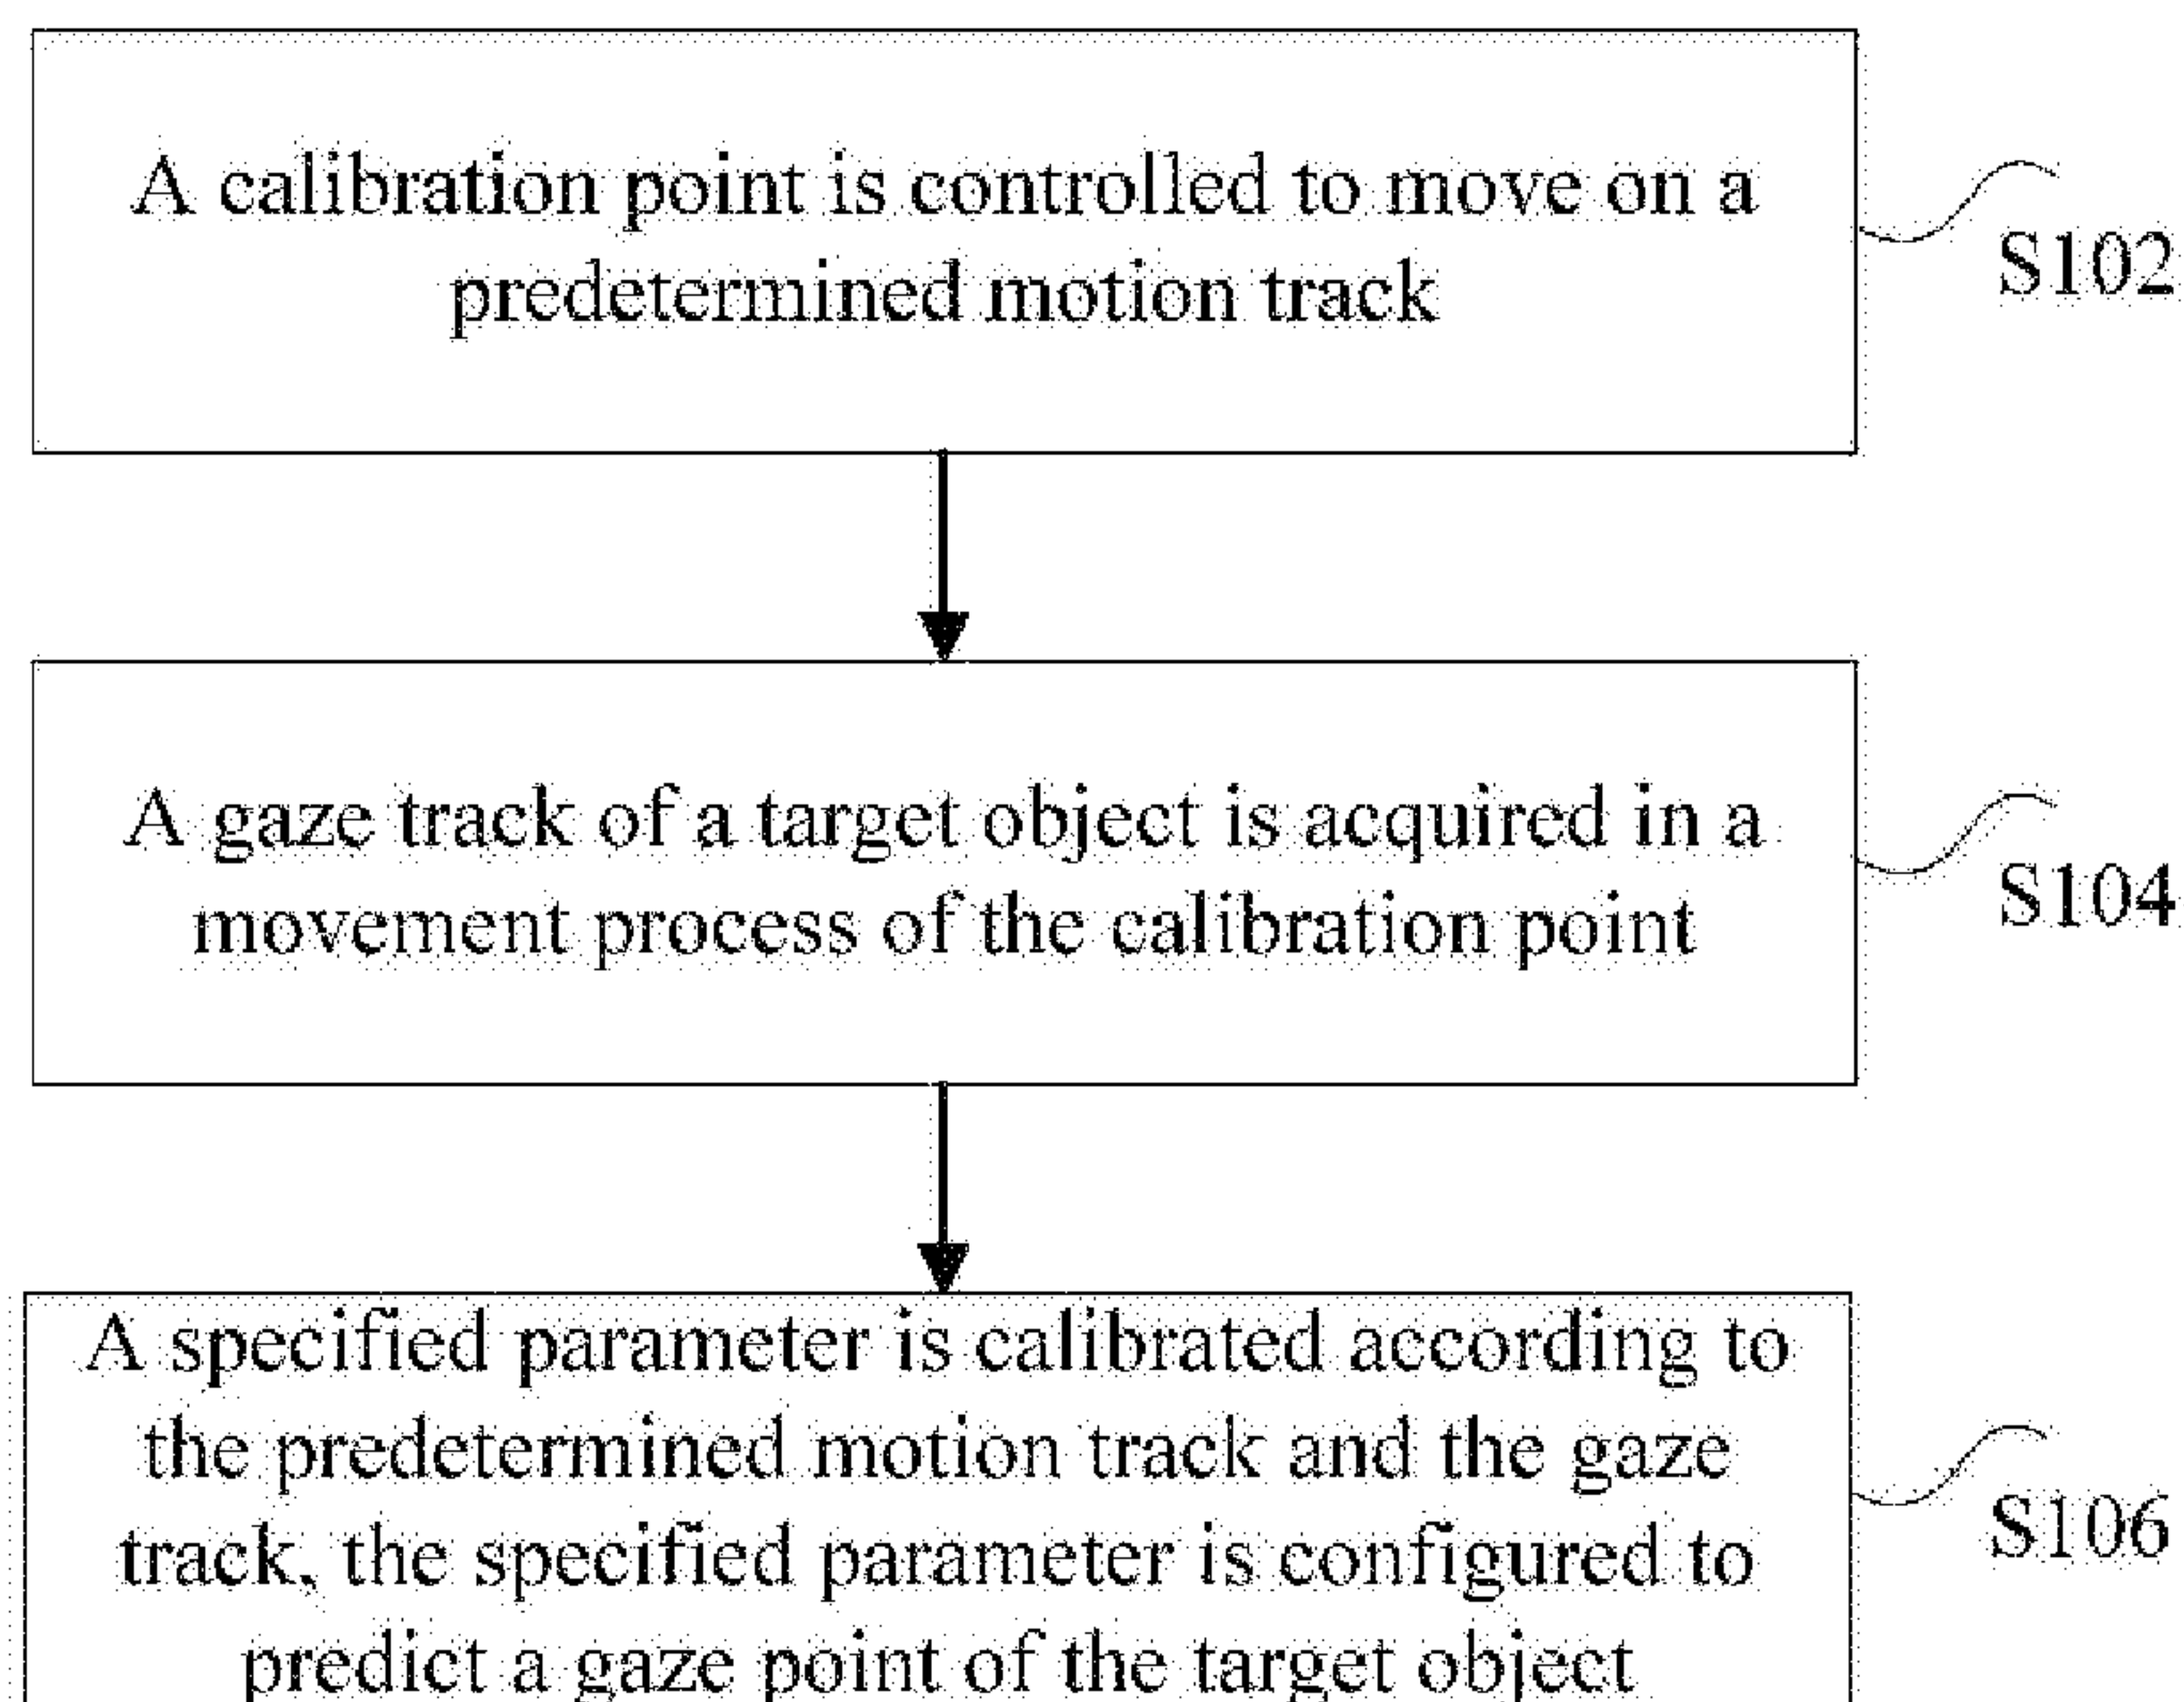 A calibration point is controlled to move on a
predetermined motion track
S102
A gaze track of a target object is acquired in a
movement process of the calibration point
S104
A specified parameter is calibrated according to
the predetermined motion track and the gaze
track, the specified parameter is configured to
predict a gaze point of the target object
S106